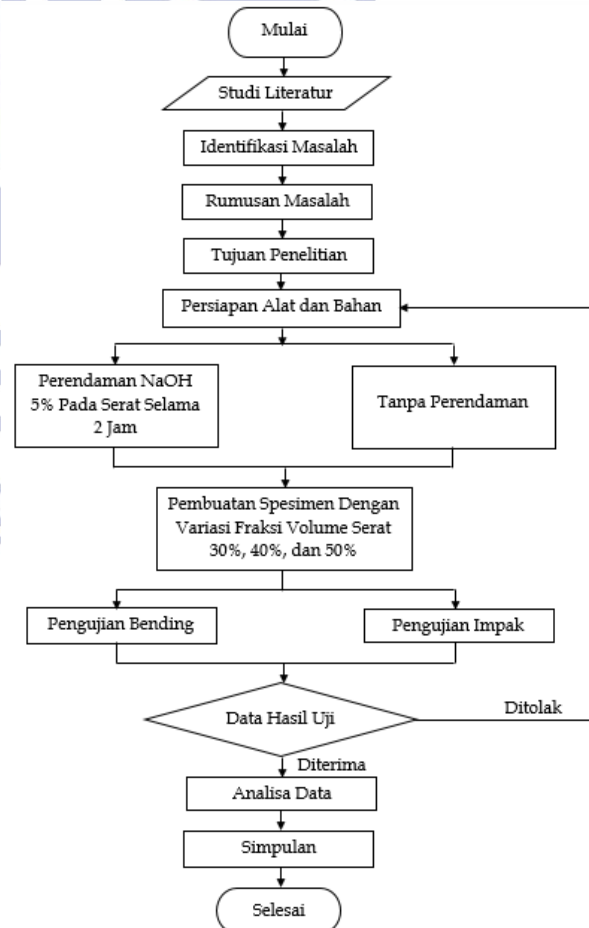 Mulai
Studi Literatur
Identifikasi Masalah
Rumusan Masalah
Tujuan Penelitian
Persiapan Alat dan Bahan
Perendaman NaOH
5% Pada Serat Selama
2 Jam
Tanpa Perendaman
Pembuatan Spesimen Dengan
Variasi Fraksi Volume Serat
30%, 40%, dan 50%
Pengujian Bending
Pengujian Impak
Data Hasil Uji
Ditolak
Diterima
Analisa Data
Simpulan
Selesai